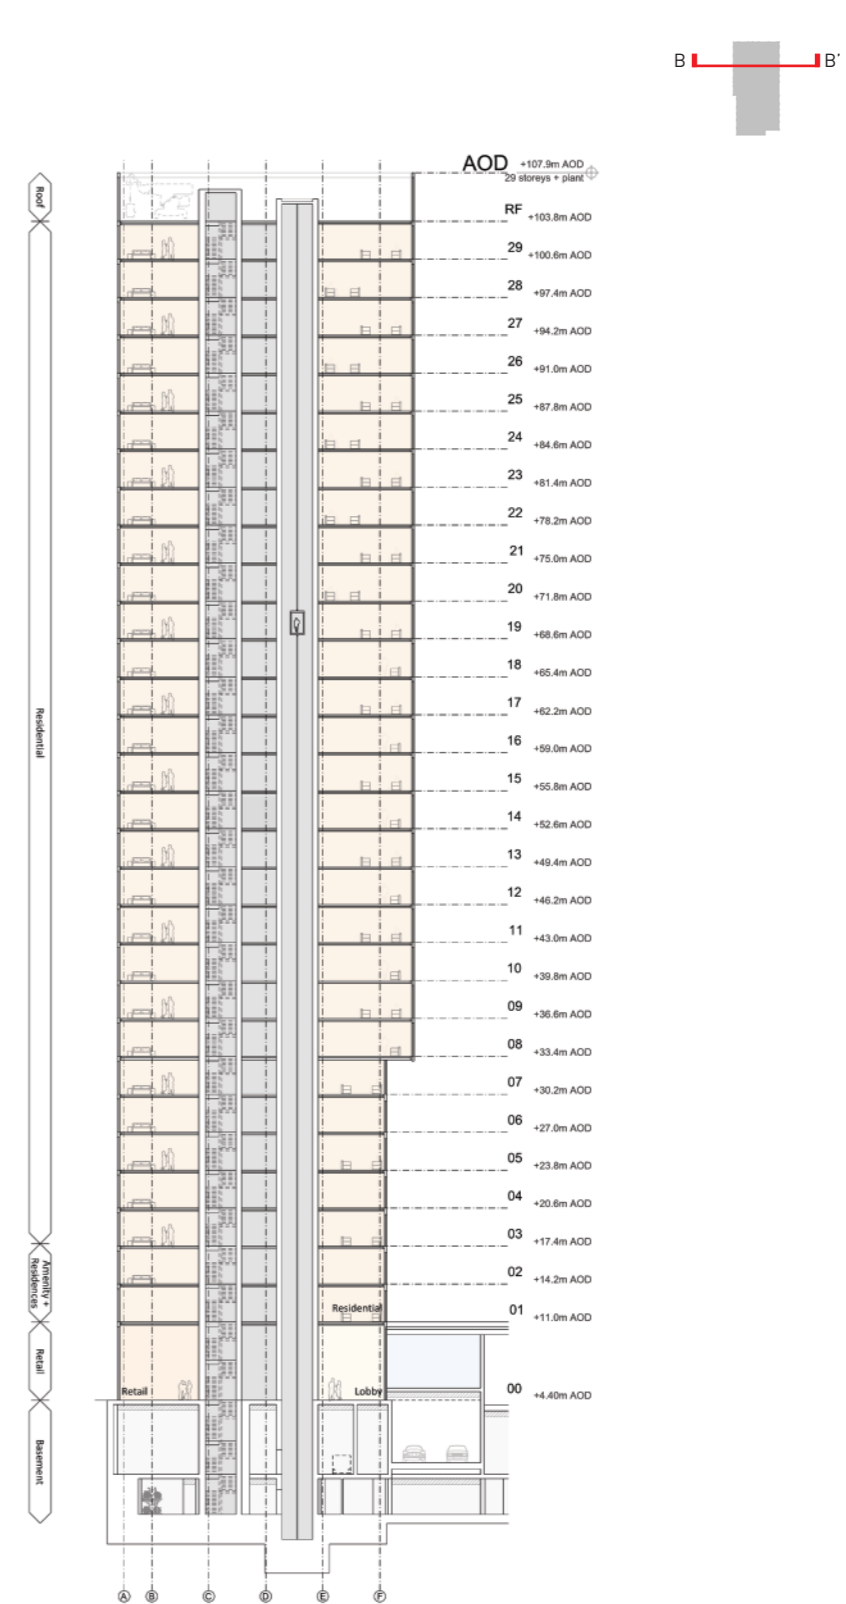 B B'
AOD +107.9m AOD
29 storeys + plant
Roof
RF +103.8m AOD
29 +100.6m AOD
28 +97.4m AOD
27 +94.2m AOD
26 +91.0m AOD
25 +87.8m AOD
24 +84.6m AOD
23 +81.4m AOD
22 +78.2m AOD
21 +75.0m AOD
20 +71.8m AOD
19 +68.6m AOD
18 +65.4m AOD
17 +62.2m AOD
Residential
16 +59.0m AOD
15 +55.8m AOD
14 +52.6m AOD
13 +49.4m AOD
12 +46.2m AOD
11 +43.0m AOD
10 +39.8m AOD
09 +36.6m AOD
08 +33.4m AOD
07 +30.2m AOD
06 +27.0m AOD
05 +23.8m AOD
04 +20.6m AOD
03 +17.4m AOD
02 +14.2m AOD
Amenity +
Residences
Residential
01 +11.0m AOD
Retail
Retail
Lobby
00 +4.40m AOD
Basement
A B C D E F